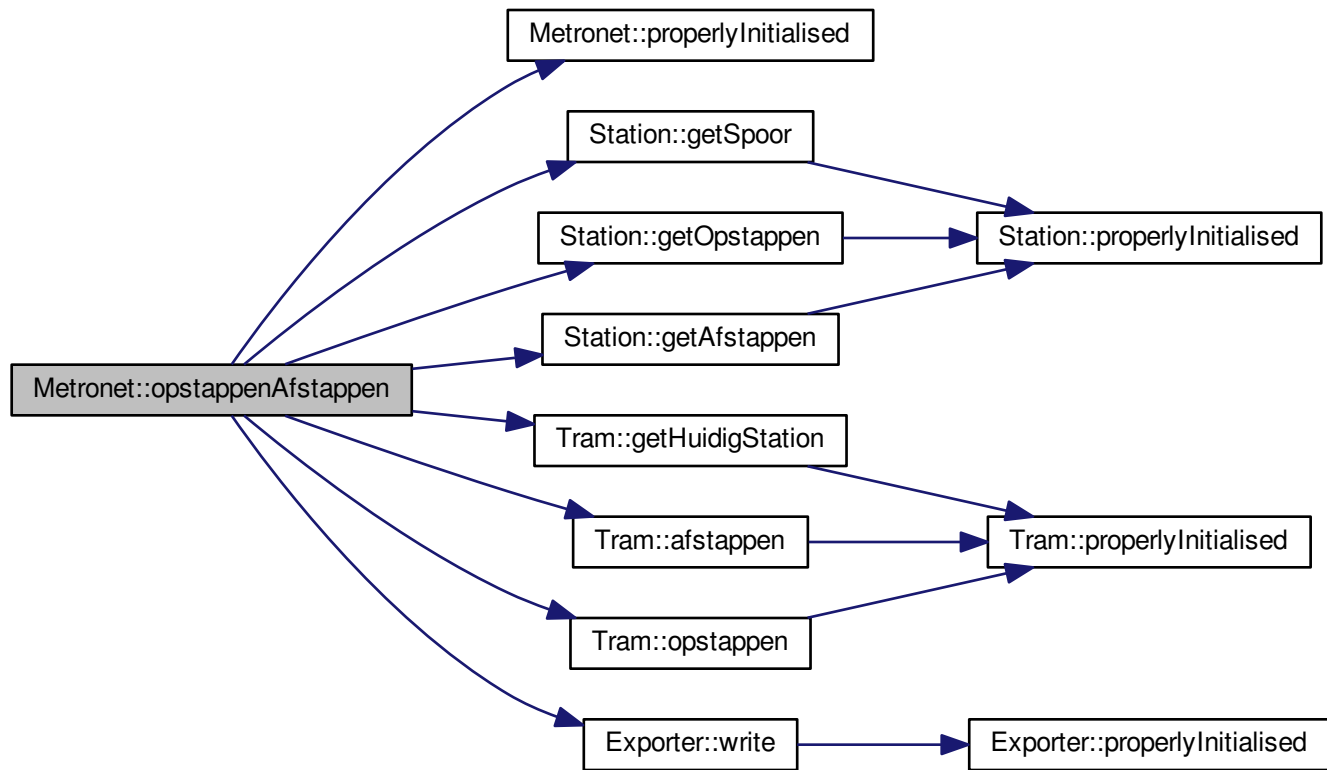 Metronet::properlyInitialised
Station::getSpoor
Station::getOpstappen
Station::properlyInitialised
Station::getAfstappen
Metronet::opstappenAfstappen
Tram::getHuidigStation
Tram::afstappen
Tram::properlyInitialised
Tram::opstappen
Exporter::write
Exporter::properlyInitialised